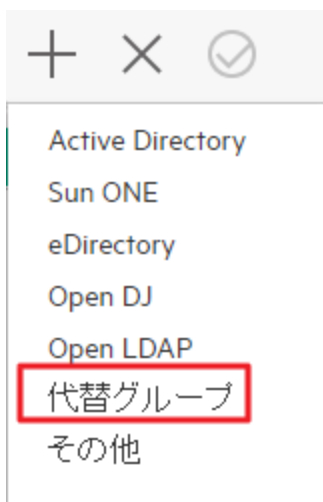 Active Directory
Sun ONE
eDirectory
Open DJ
Open LDAP
代替グループ
その他